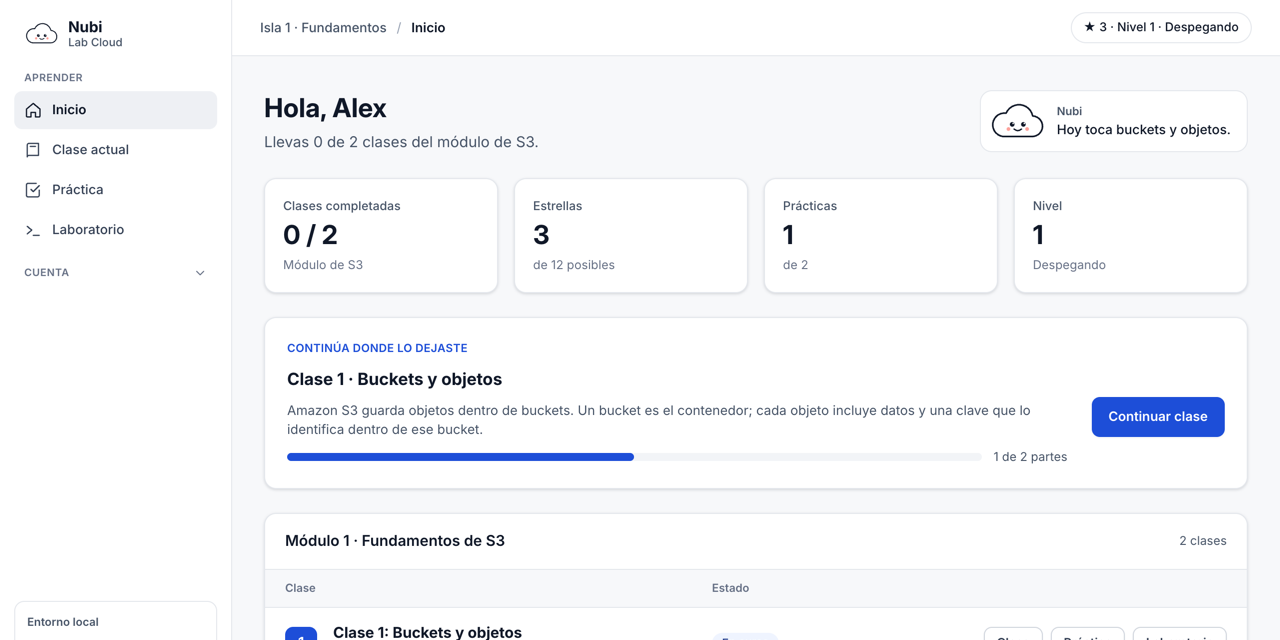 Nubi
Lab Cloud
APRENDER
Inicio
Clase actual
Práctica
Laboratorio
CUENTA
Entorno local
Isla 1 · Fundamentos / Inicio
★ 3 · Nivel 1 · Despegando
Hola, Alex
Llevas 0 de 2 clases del módulo de S3.
Nubi
Hoy toca buckets y objetos.
Clases completadas
0 / 2
Módulo de S3
Estrellas
3
de 12 posibles
Prácticas
1
de 2
Nivel
1
Despegando
CONTINÚA DONDE LO DEJASTE
Clase 1 · Buckets y objetos
Amazon S3 guarda objetos dentro de buckets. Un bucket es el contenedor; cada objeto incluye datos y una clave que lo
identifica dentro de ese bucket.
1 de 2 partes
Continuar clase
Módulo 1 · Fundamentos de S3
2 clases
Clase
Estado
1
Clase 1: Buckets y objetos